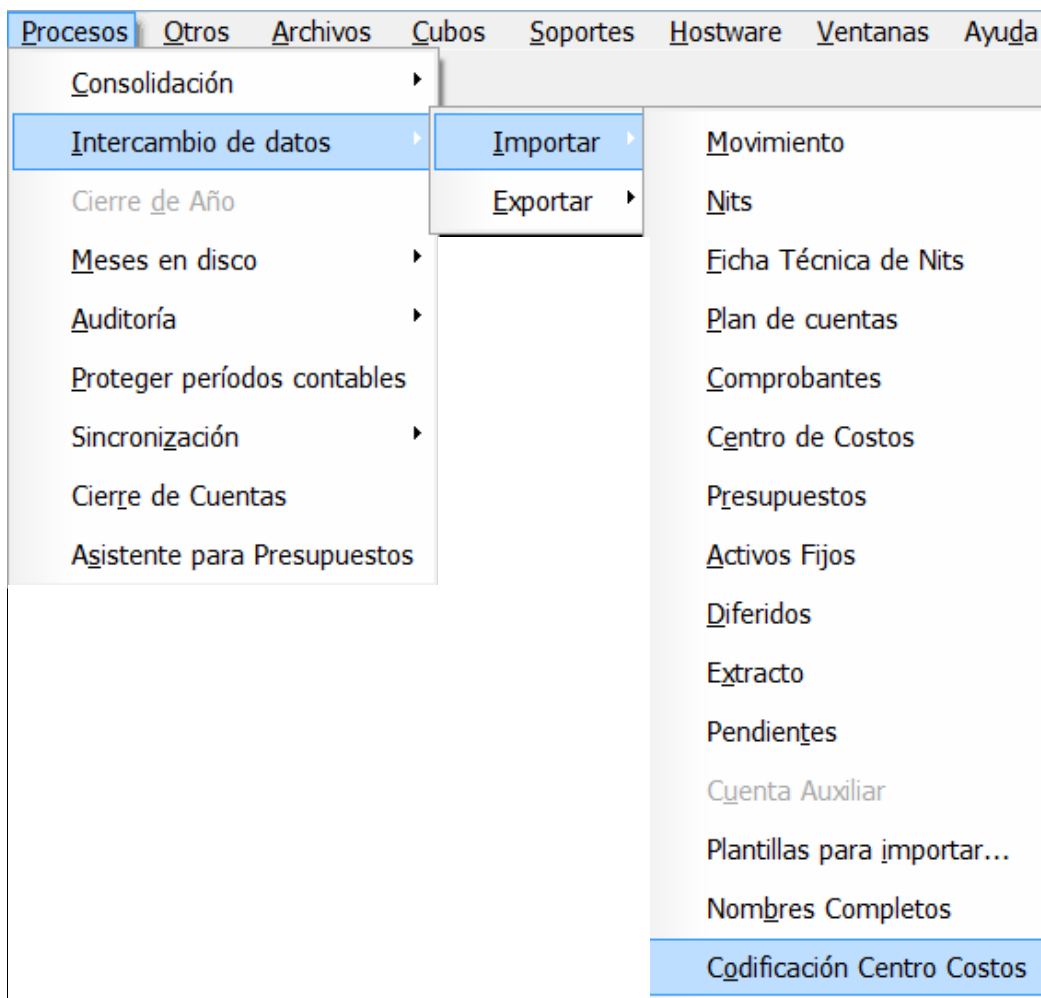 Procesos Otros Archivos Cubos Soportes Hostware Ventanas Ayuda
Consolidación
Intercambio de datos
Cierre de Año
Meses en disco
Auditoría
Proteger períodos contables
Sincronización
Cierre de Cuentas
Asistente para Presupuestos
Importar
Exportar
Movimiento
Nits
Ficha Técnica de Nits
Plan de cuentas
Comprobantes
Centro de Costos
Presupuestos
Activos Fijos
Diferidos
Extracto
Pendientes
Cuenta Auxiliar
Plantillas para importar...
Nombres Completos
Codificación Centro Costos